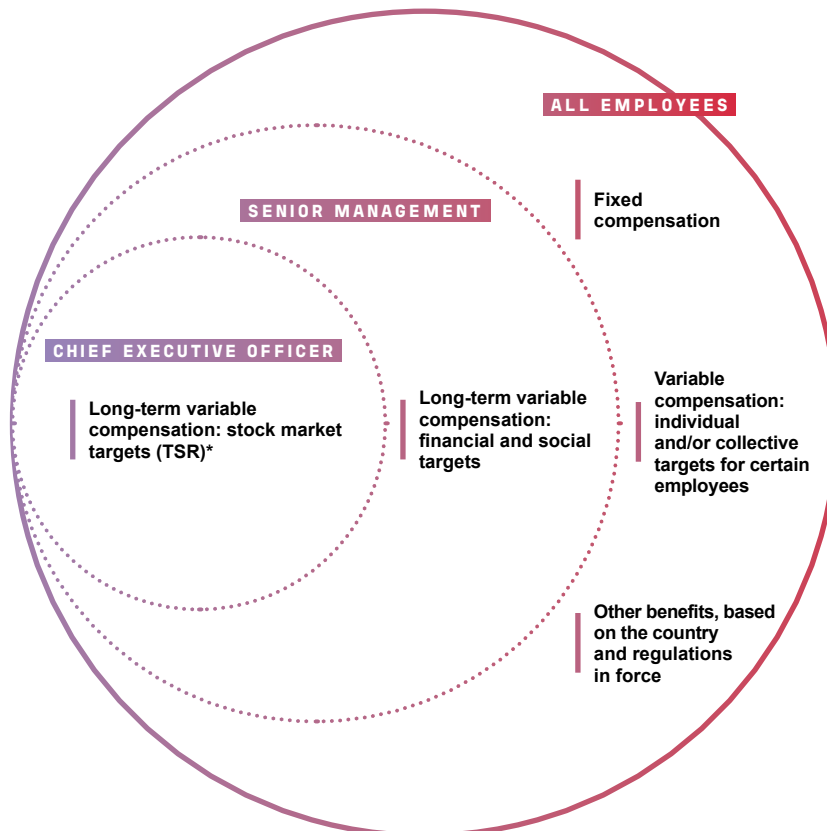 ALL EMPLOYEES
Fixed
compensation
SENIOR MANAGEMENT
CHIEF EXECUTIVE OFFICER
Long-term variable
compensation: stock market
targets (TSR)*
Long-term variable
compensation:
financial and social
targets
Variable
compensation:
individual
and/or collective
targets for certain
employees
Other benefits, based
on the country
and regulations
in force